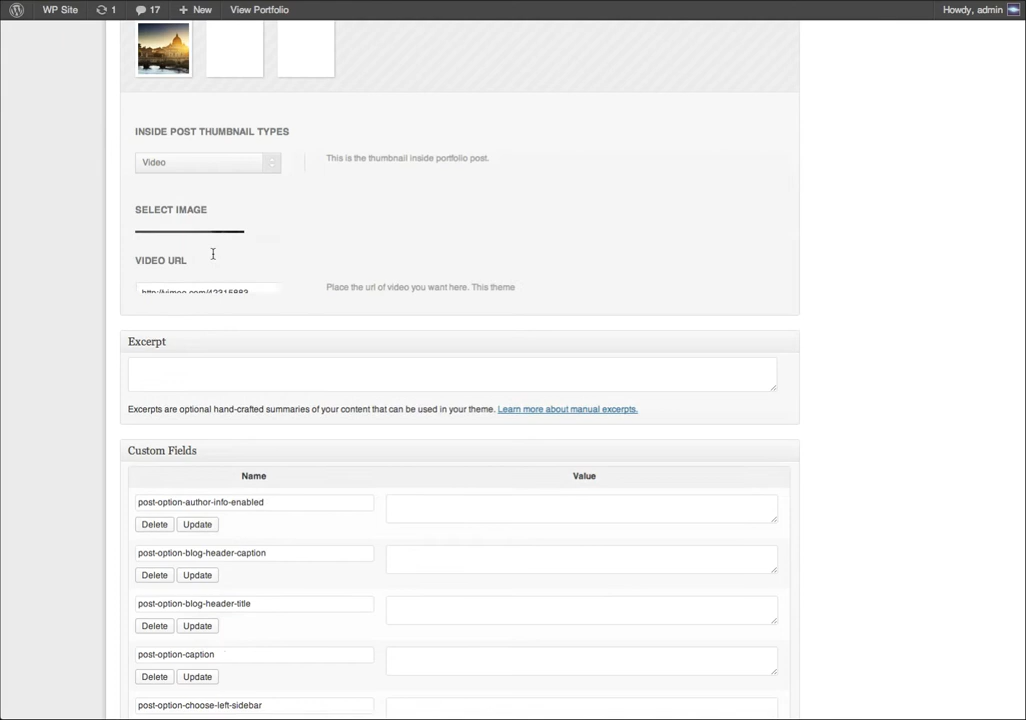 WP Site 1 17 + New View Portfolio Howdy, admin
INSIDE POST THUMBNAIL TYPES
Video This is the thumbnail inside portfolio post.
SELECT IMAGE
VIDEO URL
http://vimeo.com/42315883 Place the url of video you want here. This theme
Excerpt
Excerpts are optional hand-crafted summaries of your content that can be used in your theme. Learn more about manual excerpts.
Custom Fields
Name Value
post-option-author-info-enabled
Delete Update
post-option-blog-header-caption
Delete Update
post-option-blog-header-title
Delete Update
post-option-caption
Delete Update
post-option-choose-left-sidebar